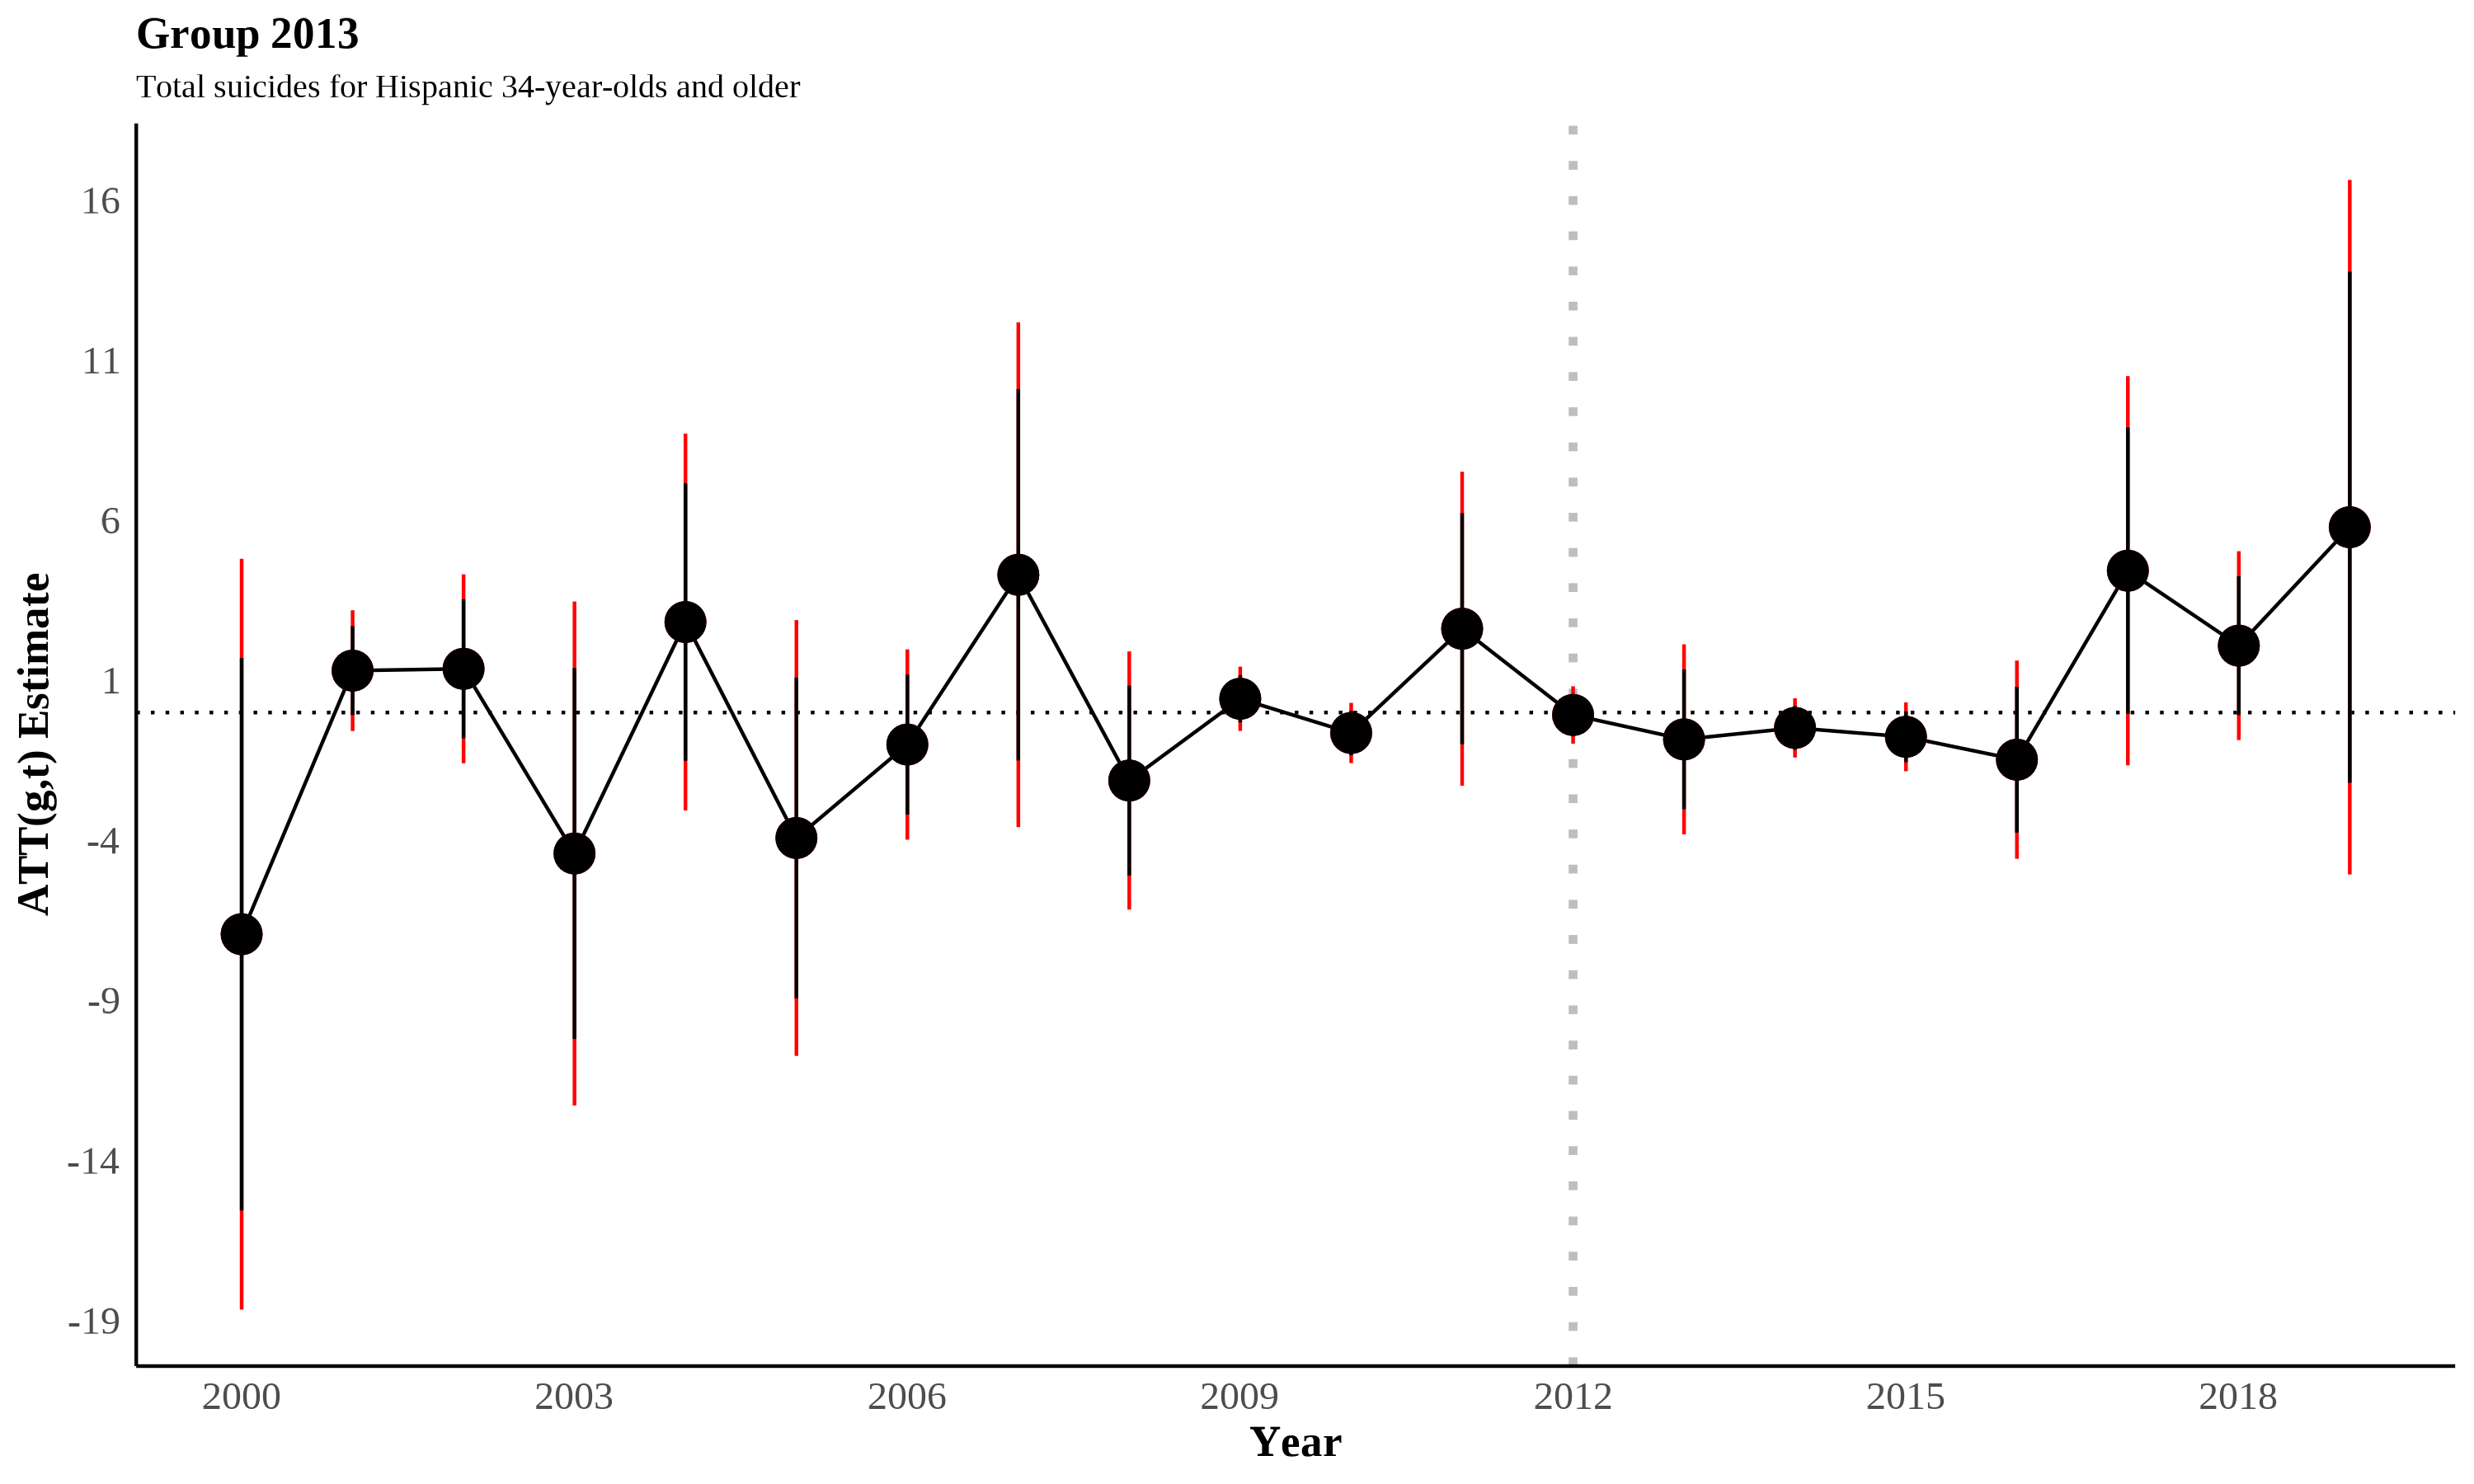 Group 2013
Total suicides for Hispanic 34-year-olds and older
ATT(g,t) Estimate
16
11
6
1
-4
-9
-14
-19
2000 2003 2006 2009 2012 2015 2018
Year